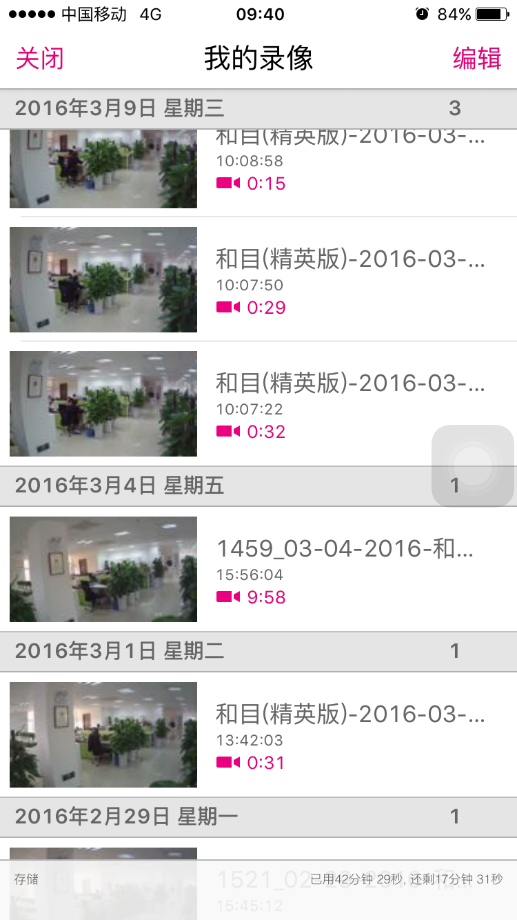 中国移动 4G 09:40 84%
关闭 我的录像 编辑
2016年3月9日 星期三 3
和目(精英版)-2016-03-...
10:08:58
0:15
和目(精英版)-2016-03-...
10:07:50
0:29
和目(精英版)-2016-03-...
10:07:22
0:32
2016年3月4日 星期五 1
1459_03-04-2016-和...
15:56:04
9:58
2016年3月1日 星期二 1
和目(精英版)-2016-03-...
13:42:03
0:31
2016年2月29日 星期一 1
存储 已用42分钟 29秒, 还剩17分钟 31秒
15:45:12